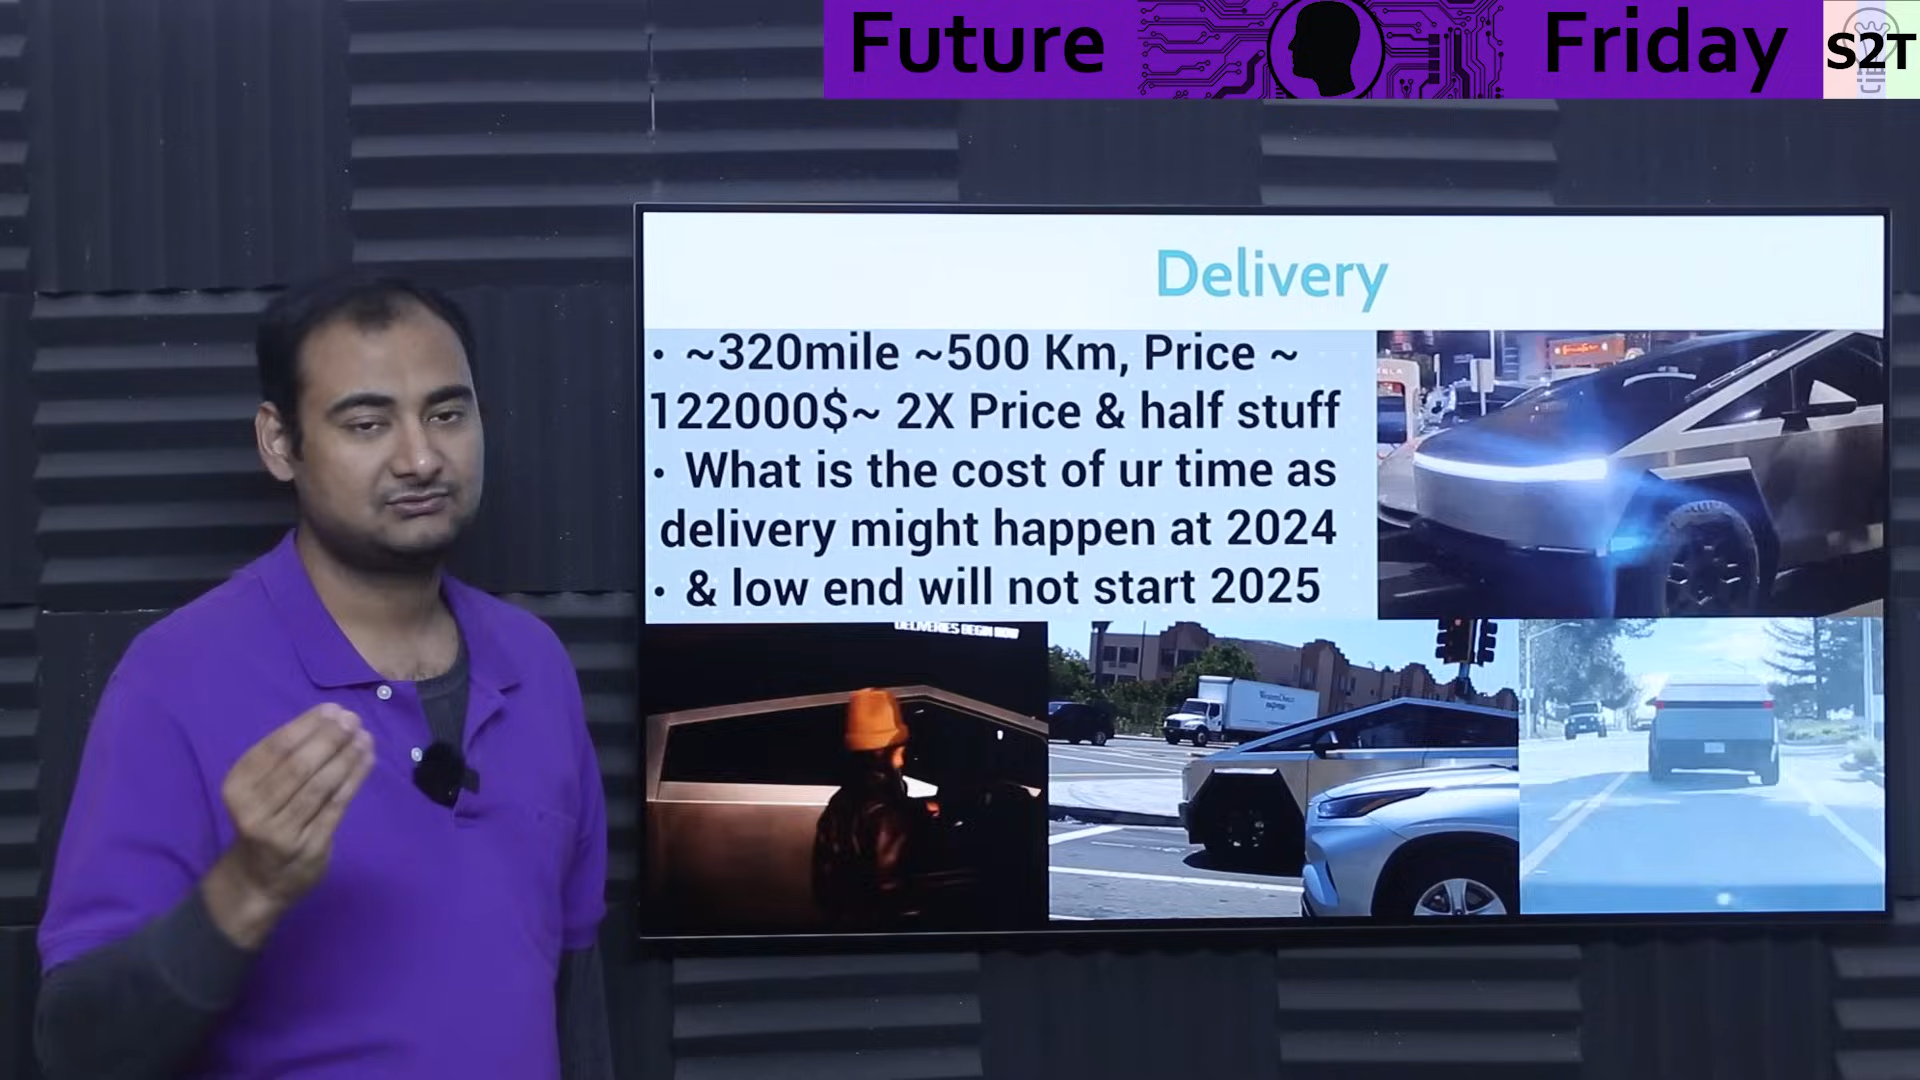 Future Friday S2T
Delivery
• ~320mile ~500 Km, Price ~
122000$~ 2X Price & half stuff
• What is the cost of ur time as
delivery might happen at 2024
• & low end will not start 2025
DELIVERIES BEGIN NOW